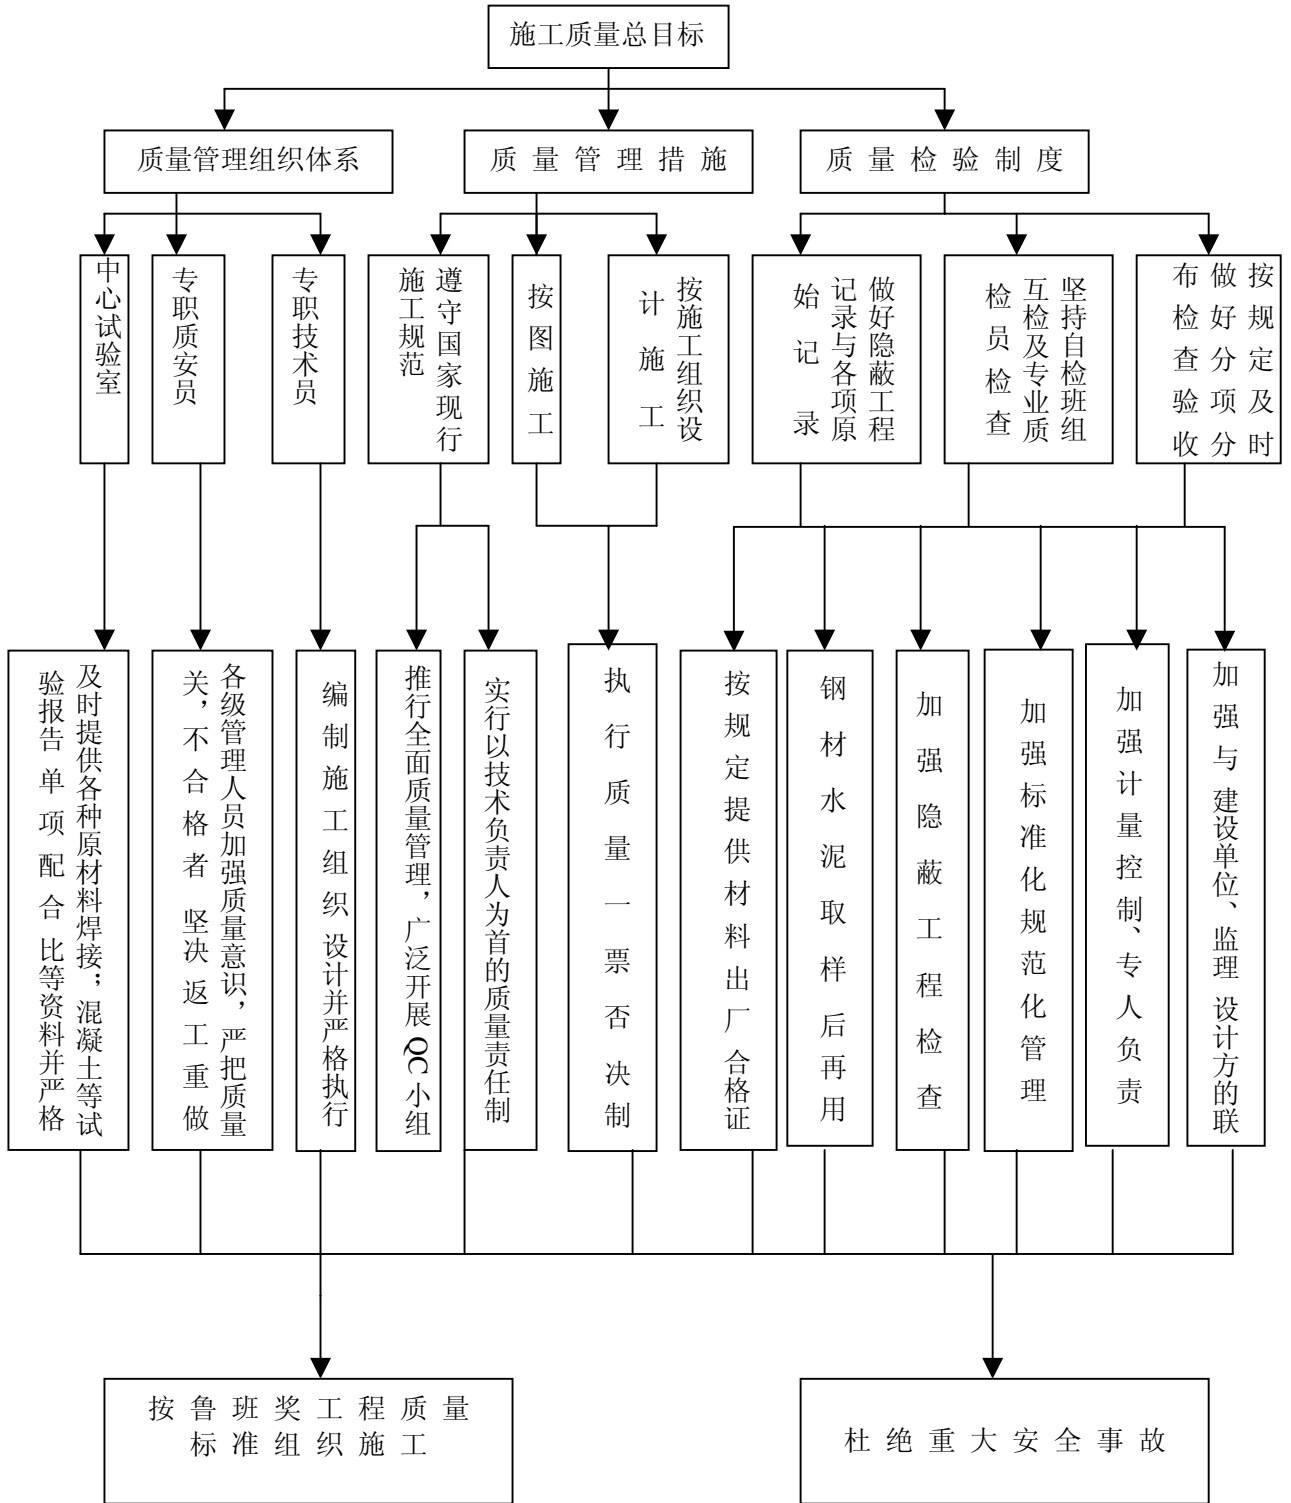 施工质量总目标
质量管理组织体系
质量管理措施
质量检验制度
中心试验室
专职质安员
专职技术员
遵守国家现行
施工规范
按图施工
按施工组织设
计施工
做好隐蔽工程
记录与各项原
始记录
坚持自检班组
互检及专业质
检员检查
按规定及时
做好分项分
布检查验收
及时提供各种原材料焊接；混凝土等试
验报告单项配合比等资料并严格
各级管理人员加强质量意识，严把质量
关，不合格者 坚决返工重做
编制施工组织设计并严格执行
推行全面质量管理，广泛开展 QC 小组
实行以技术负责人为首的质量责任制
执行质量一票否决制
按规定提供材料出厂合格证
钢材水泥取样后再用
加强隐蔽工程检查
加强标准化规范化管理
加强计量控制、专人负责
加强与建设单位、监理 设计方的联
按鲁班奖工程质量
标准组织施工
杜绝重大安全事故